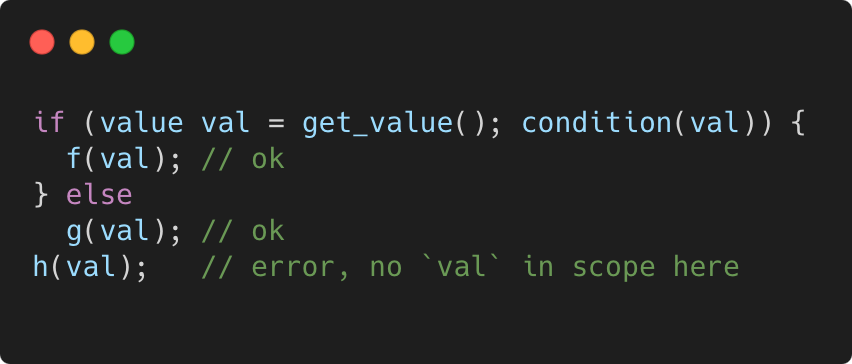 if (value val = get_value(); condition(val)) {
  f(val); // ok
} else
  g(val); // ok
h(val);   // error, no `val` in scope here